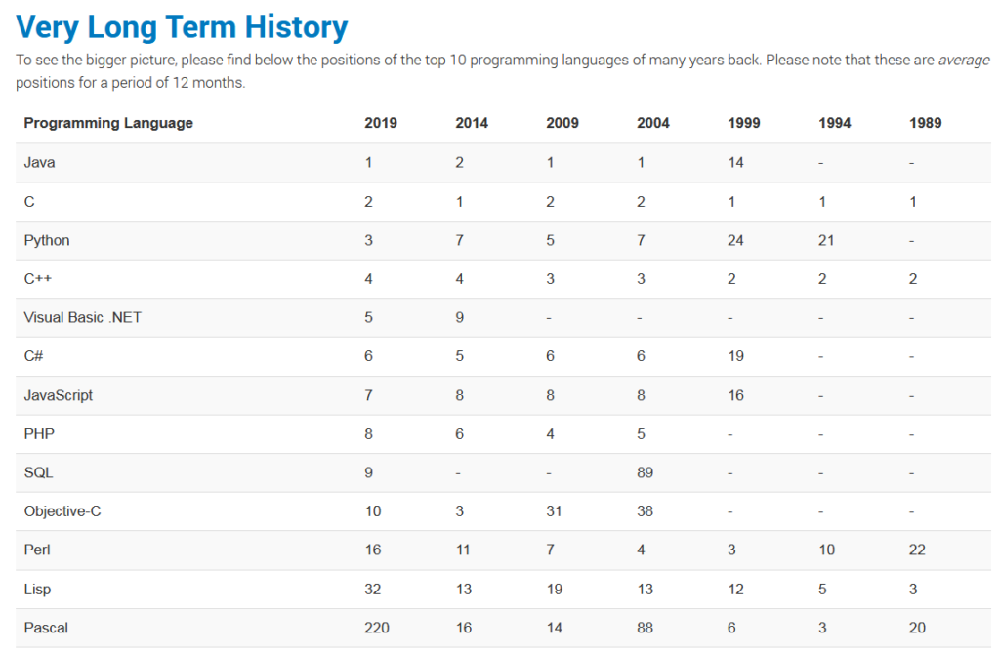 Very Long Term History
To see the bigger picture, please find below the positions of the top 10 programming languages of many years back. Please note that these are average
positions for a period of 12 months.
Programming Language 2019 2014 2009 2004 1999 1994 1989
Java 1 2 1 1 14 - -
C 2 1 2 2 1 1 1
Python 3 7 5 7 24 21 -
C++ 4 4 3 3 2 2 2
Visual Basic .NET 5 9 - - - - -
C# 6 5 6 6 19 - -
JavaScript 7 8 8 8 16 - -
PHP 8 6 4 5 - - -
SQL 9 - - 89 - - -
Objective-C 10 3 31 38 - - -
Perl 16 11 7 4 3 10 22
Lisp 32 13 19 13 12 5 3
Pascal 220 16 14 88 6 3 20